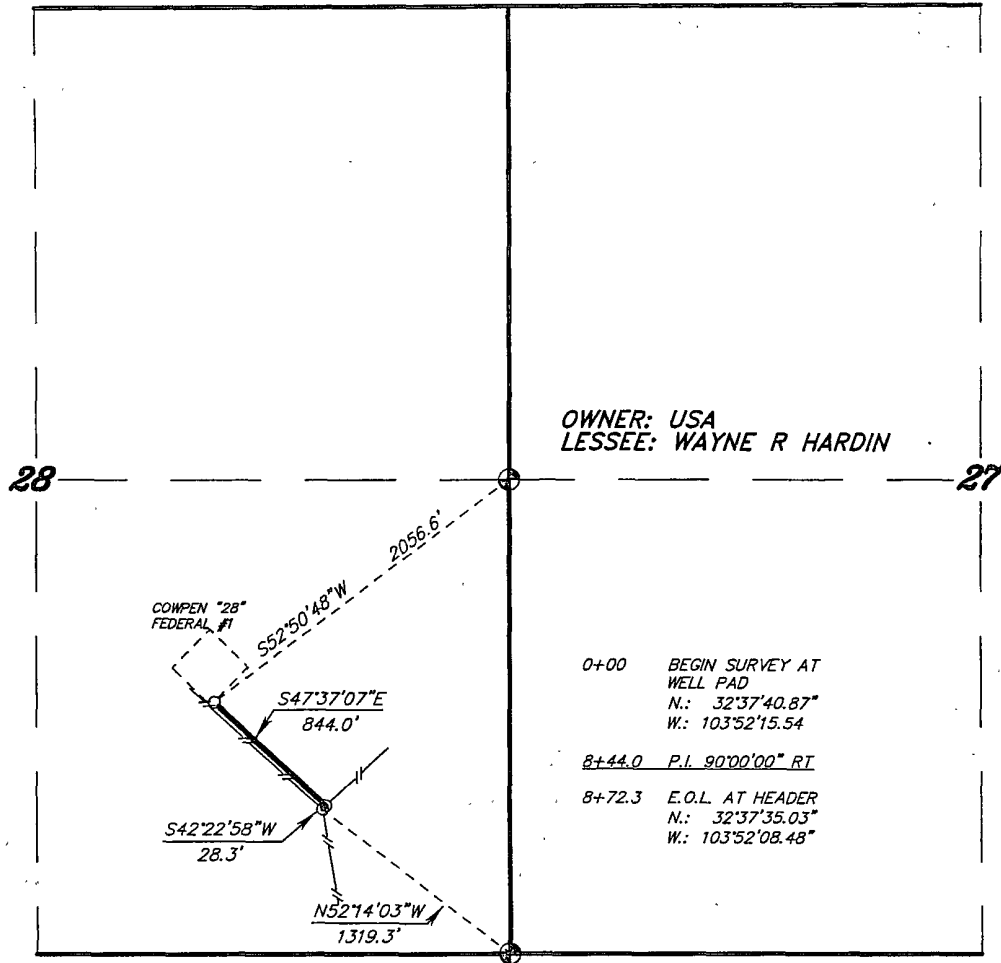 OWNER: USA
LESSEE: WAYNE R HARDIN
28
27
2056.6'
S52°50'48"W
COWPEN "28"
FEDERAL #1
S47°37'07"E
844.0'
S42°22'58"W
28.3'
N52°14'03"W
1319.3'
0+00 BEGIN SURVEY AT
WELL PAD
N.: 32°37'40.87"
W.: 103°52'15.54
8+44.0 P.I. 90°00'00" RT
8+72.3 E.O.L. AT HEADER
N.: 32°37'35.03"
W.: 103°52'08.48"